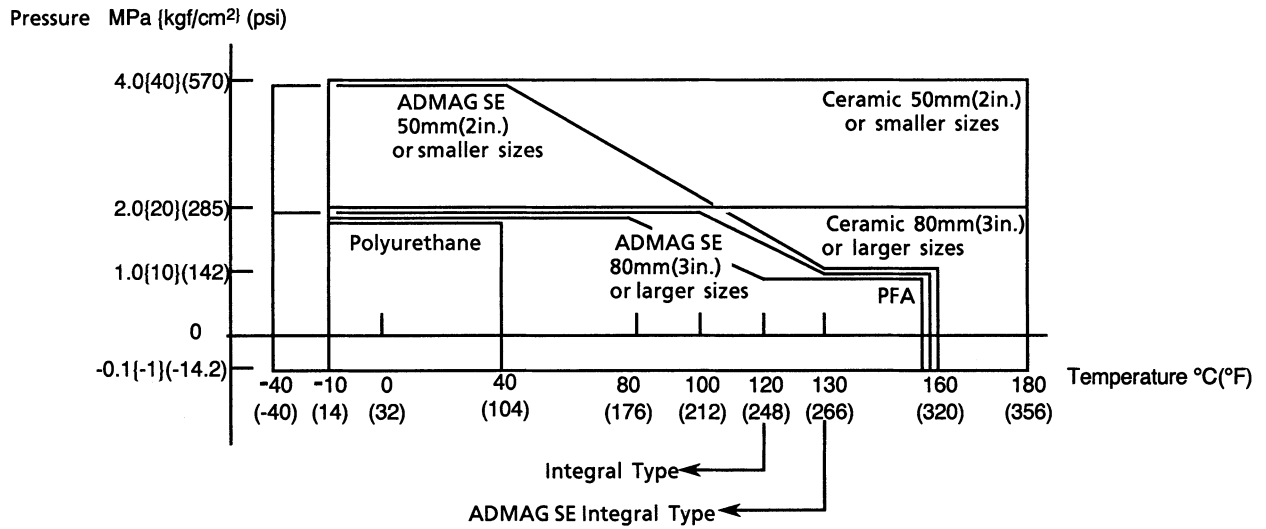 Pressure MPa {kgf/cm²} (psi)
4.0{40}(570)
ADMAG SE
50mm(2in.)
or smaller sizes
Ceramic 50mm(2in.)
or smaller sizes
2.0{20}(285)
Polyurethane
ADMAG SE
80mm(3in.)
or larger sizes
Ceramic 80mm(3in.)
or larger sizes
1.0{10}(142)
PFA
0
-0.1{-1}(-14.2)
-40 -10 0 40 80 100 120 130 160 180
(-40) (14) (32) (104) (176) (212) (248) (266) (320) (356)
Temperature °C(°F)
Integral Type
ADMAG SE Integral Type